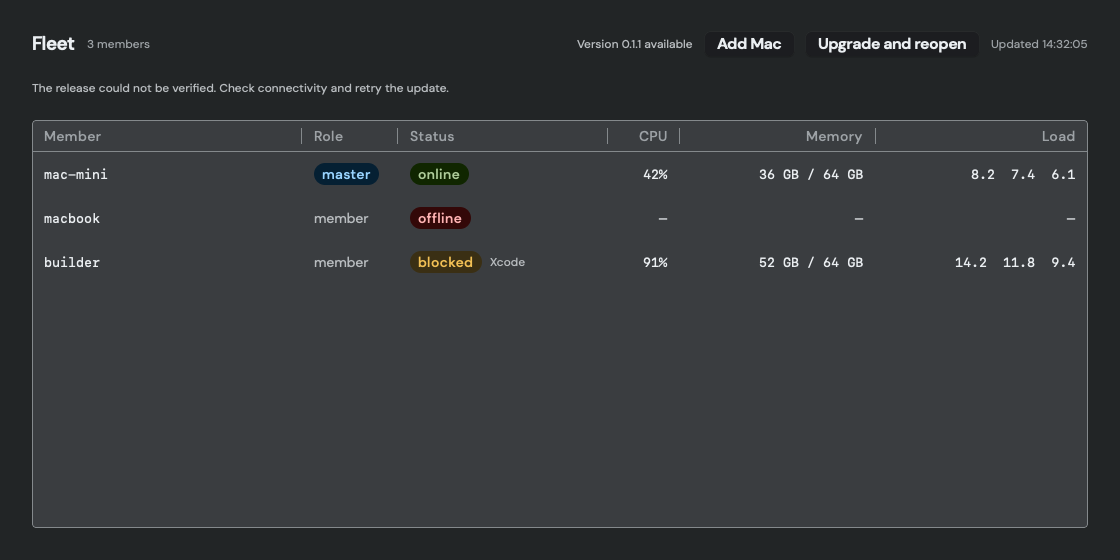 Fleet 3 members Version 0.1.1 available Add Mac Upgrade and reopen Updated 14:32:05
The release could not be verified. Check connectivity and retry the update.
Member Role Status CPU Memory Load
mac-mini master online 42% 36 GB / 64 GB 8.2 7.4 6.1
macbook member offline — — —
builder member blocked Xcode 91% 52 GB / 64 GB 14.2 11.8 9.4